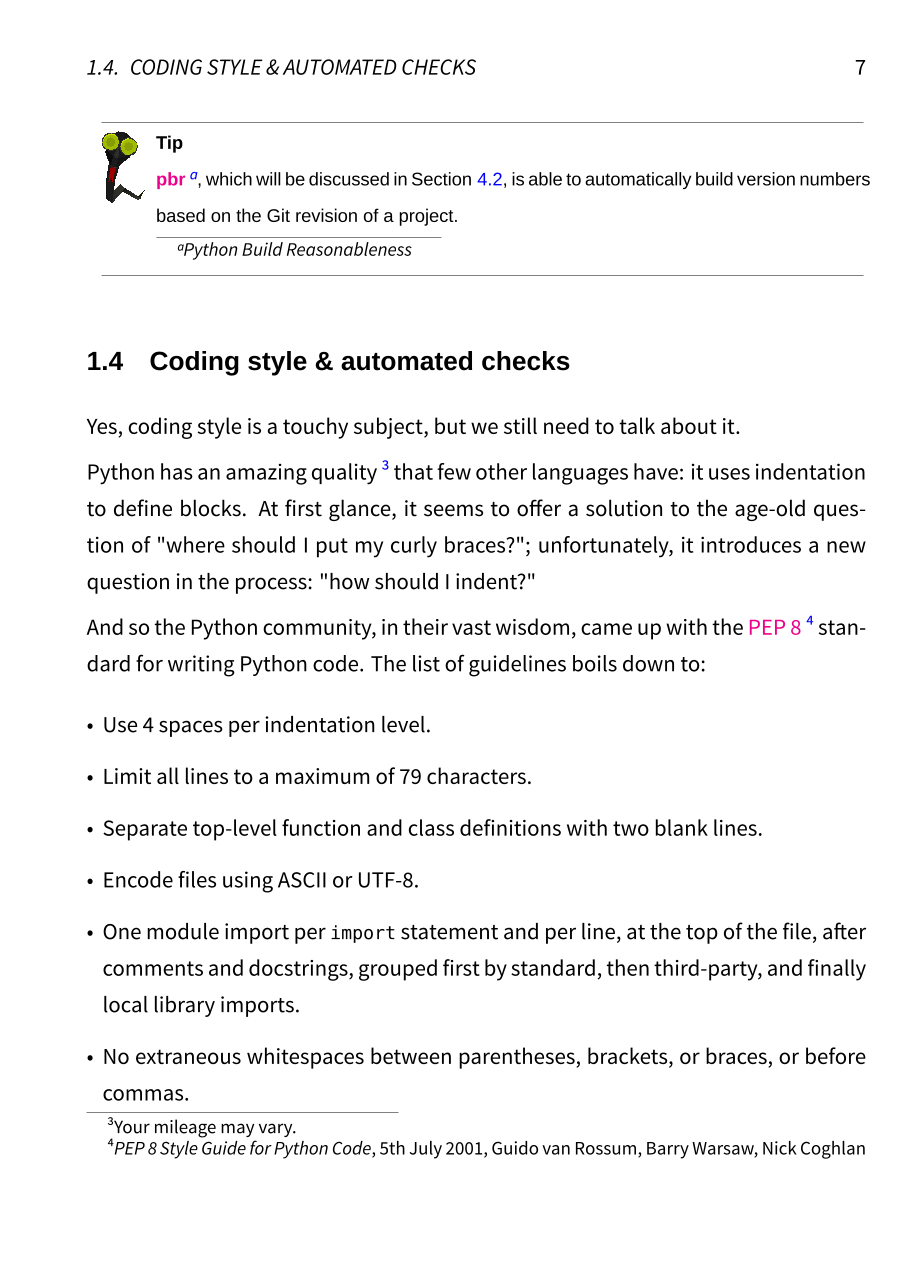 1.4. CODING STYLE & AUTOMATED CHECKS 7
Tip
pbr a, which will be discussed in Section 4.2, is able to automatically build version numbers
based on the Git revision of a project.
aPython Build Reasonableness
1.4 Coding style & automated checks
Yes, coding style is a touchy subject, but we still need to talk about it.
Python has an amazing quality 3 that few other languages have: it uses indentation
to define blocks. At first glance, it seems to offer a solution to the age-old ques-
tion of "where should I put my curly braces?"; unfortunately, it introduces a new
question in the process: "how should I indent?"
And so the Python community, in their vast wisdom, came up with the PEP 8 4 stan-
dard for writing Python code. The list of guidelines boils down to:
• Use 4 spaces per indentation level.
• Limit all lines to a maximum of 79 characters.
• Separate top-level function and class definitions with two blank lines.
• Encode files using ASCII or UTF-8.
• One module import per import statement and per line, at the top of the file, after
comments and docstrings, grouped first by standard, then third-party, and finally
local library imports.
• No extraneous whitespaces between parentheses, brackets, or braces, or before
commas.
3Your mileage may vary.
4PEP 8 Style Guide for Python Code, 5th July 2001, Guido van Rossum, Barry Warsaw, Nick Coghlan